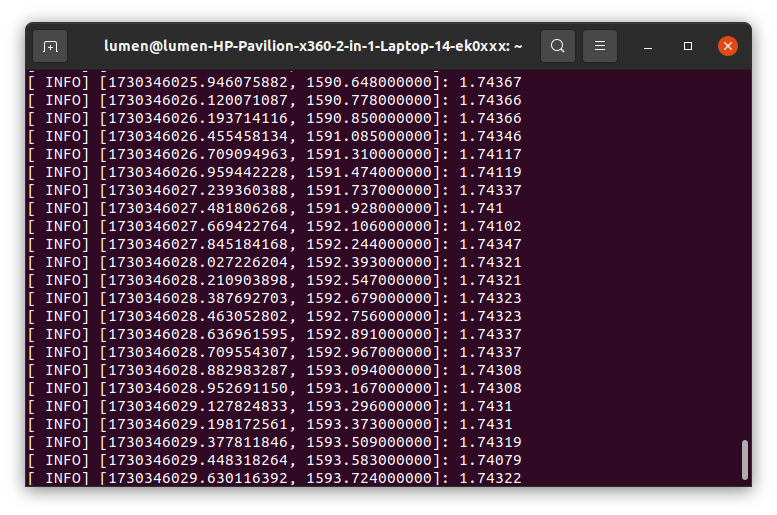 lumen@lumen-HP-Pavilion-x360-2-in-1-Laptop-14-ek0xxx: ~
[ INFO] [1730346025.946075882, 1590.648000000]: 1.74367
[ INFO] [1730346026.120071087, 1590.778000000]: 1.74366
[ INFO] [1730346026.193714116, 1590.850000000]: 1.74366
[ INFO] [1730346026.455458134, 1591.085000000]: 1.74346
[ INFO] [1730346026.709094963, 1591.310000000]: 1.74117
[ INFO] [1730346026.959442228, 1591.474000000]: 1.74119
[ INFO] [1730346027.239360388, 1591.737000000]: 1.74337
[ INFO] [1730346027.481806268, 1591.928000000]: 1.741
[ INFO] [1730346027.669422764, 1592.106000000]: 1.74102
[ INFO] [1730346027.845184168, 1592.244000000]: 1.74347
[ INFO] [1730346028.027226204, 1592.393000000]: 1.74321
[ INFO] [1730346028.210903898, 1592.547000000]: 1.74321
[ INFO] [1730346028.387692703, 1592.679000000]: 1.74323
[ INFO] [1730346028.463052802, 1592.756000000]: 1.74323
[ INFO] [1730346028.636961595, 1592.891000000]: 1.74337
[ INFO] [1730346028.709554307, 1592.967000000]: 1.74337
[ INFO] [1730346028.882983287, 1593.094000000]: 1.74308
[ INFO] [1730346028.952691150, 1593.167000000]: 1.74308
[ INFO] [1730346029.127824833, 1593.296000000]: 1.7431
[ INFO] [1730346029.198172561, 1593.373000000]: 1.7431
[ INFO] [1730346029.377811846, 1593.509000000]: 1.74319
[ INFO] [1730346029.448318264, 1593.583000000]: 1.74079
[ INFO] [1730346029.630116392, 1593.724000000]: 1.74322